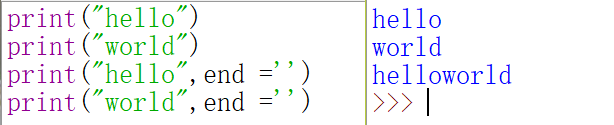 print("hello")
print("world")
print("hello",end ='')
print("world",end ='')
hello
world
helloworld
>>>